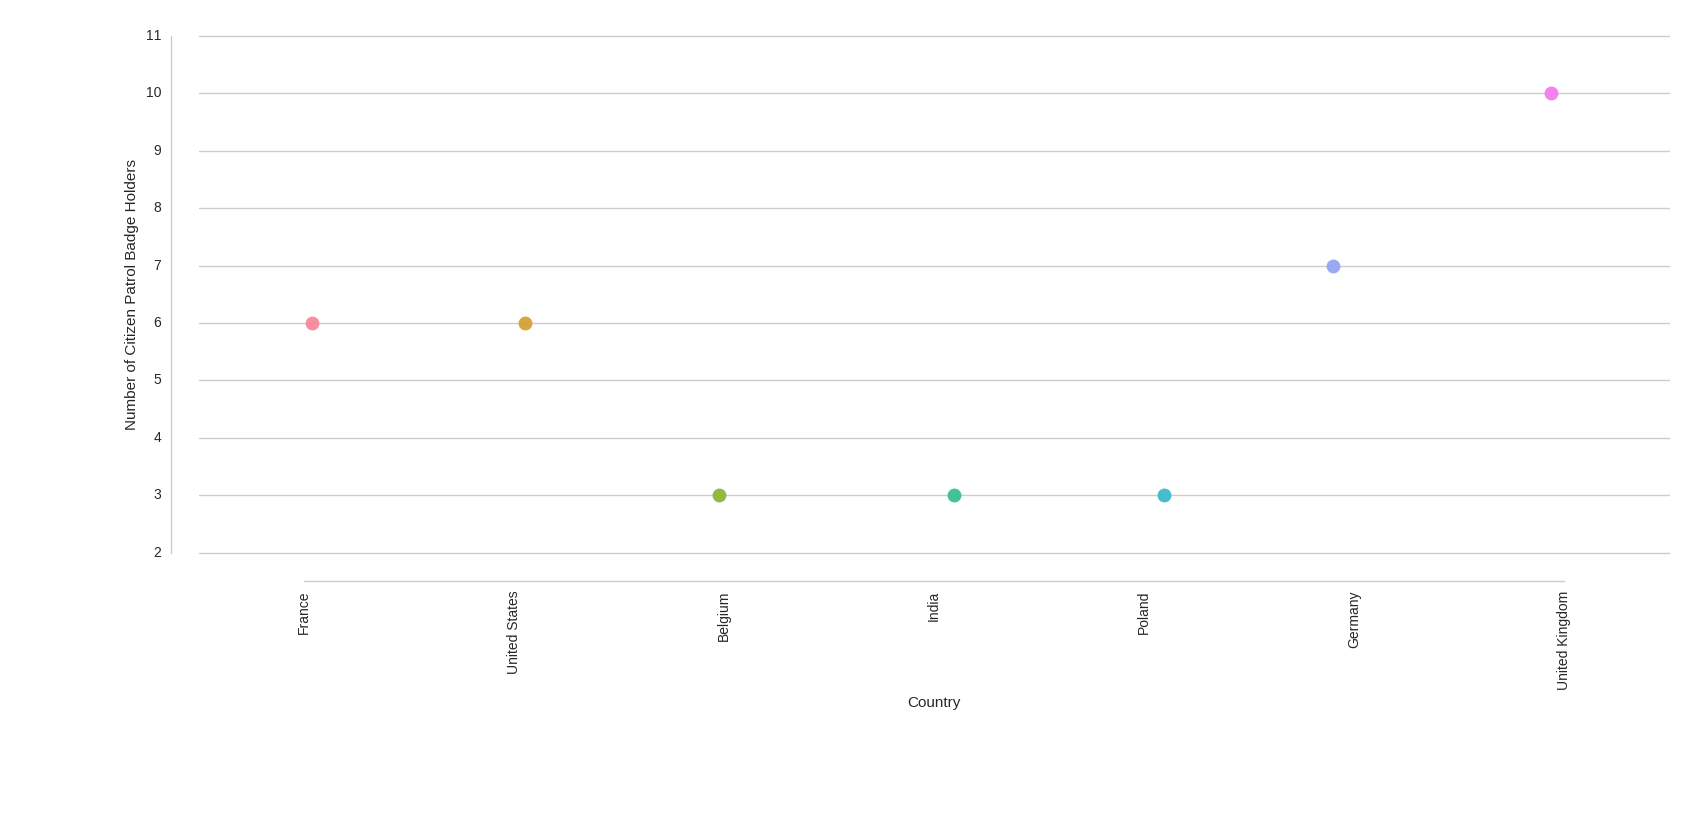 11
10
9
8
7
6
5
4
3
2
Number of Citizen Patrol Badge Holders
France
United States
Belgium
India
Poland
Germany
United Kingdom
Country